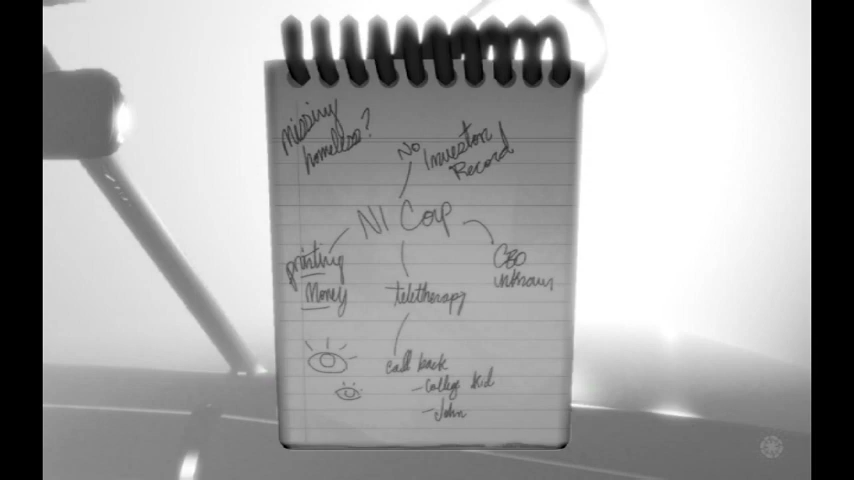 missing
homeless?
No Investor
Record
NI Corp
printing
Money
teletherapy
CEO
unknown
call back
- College kid
- John